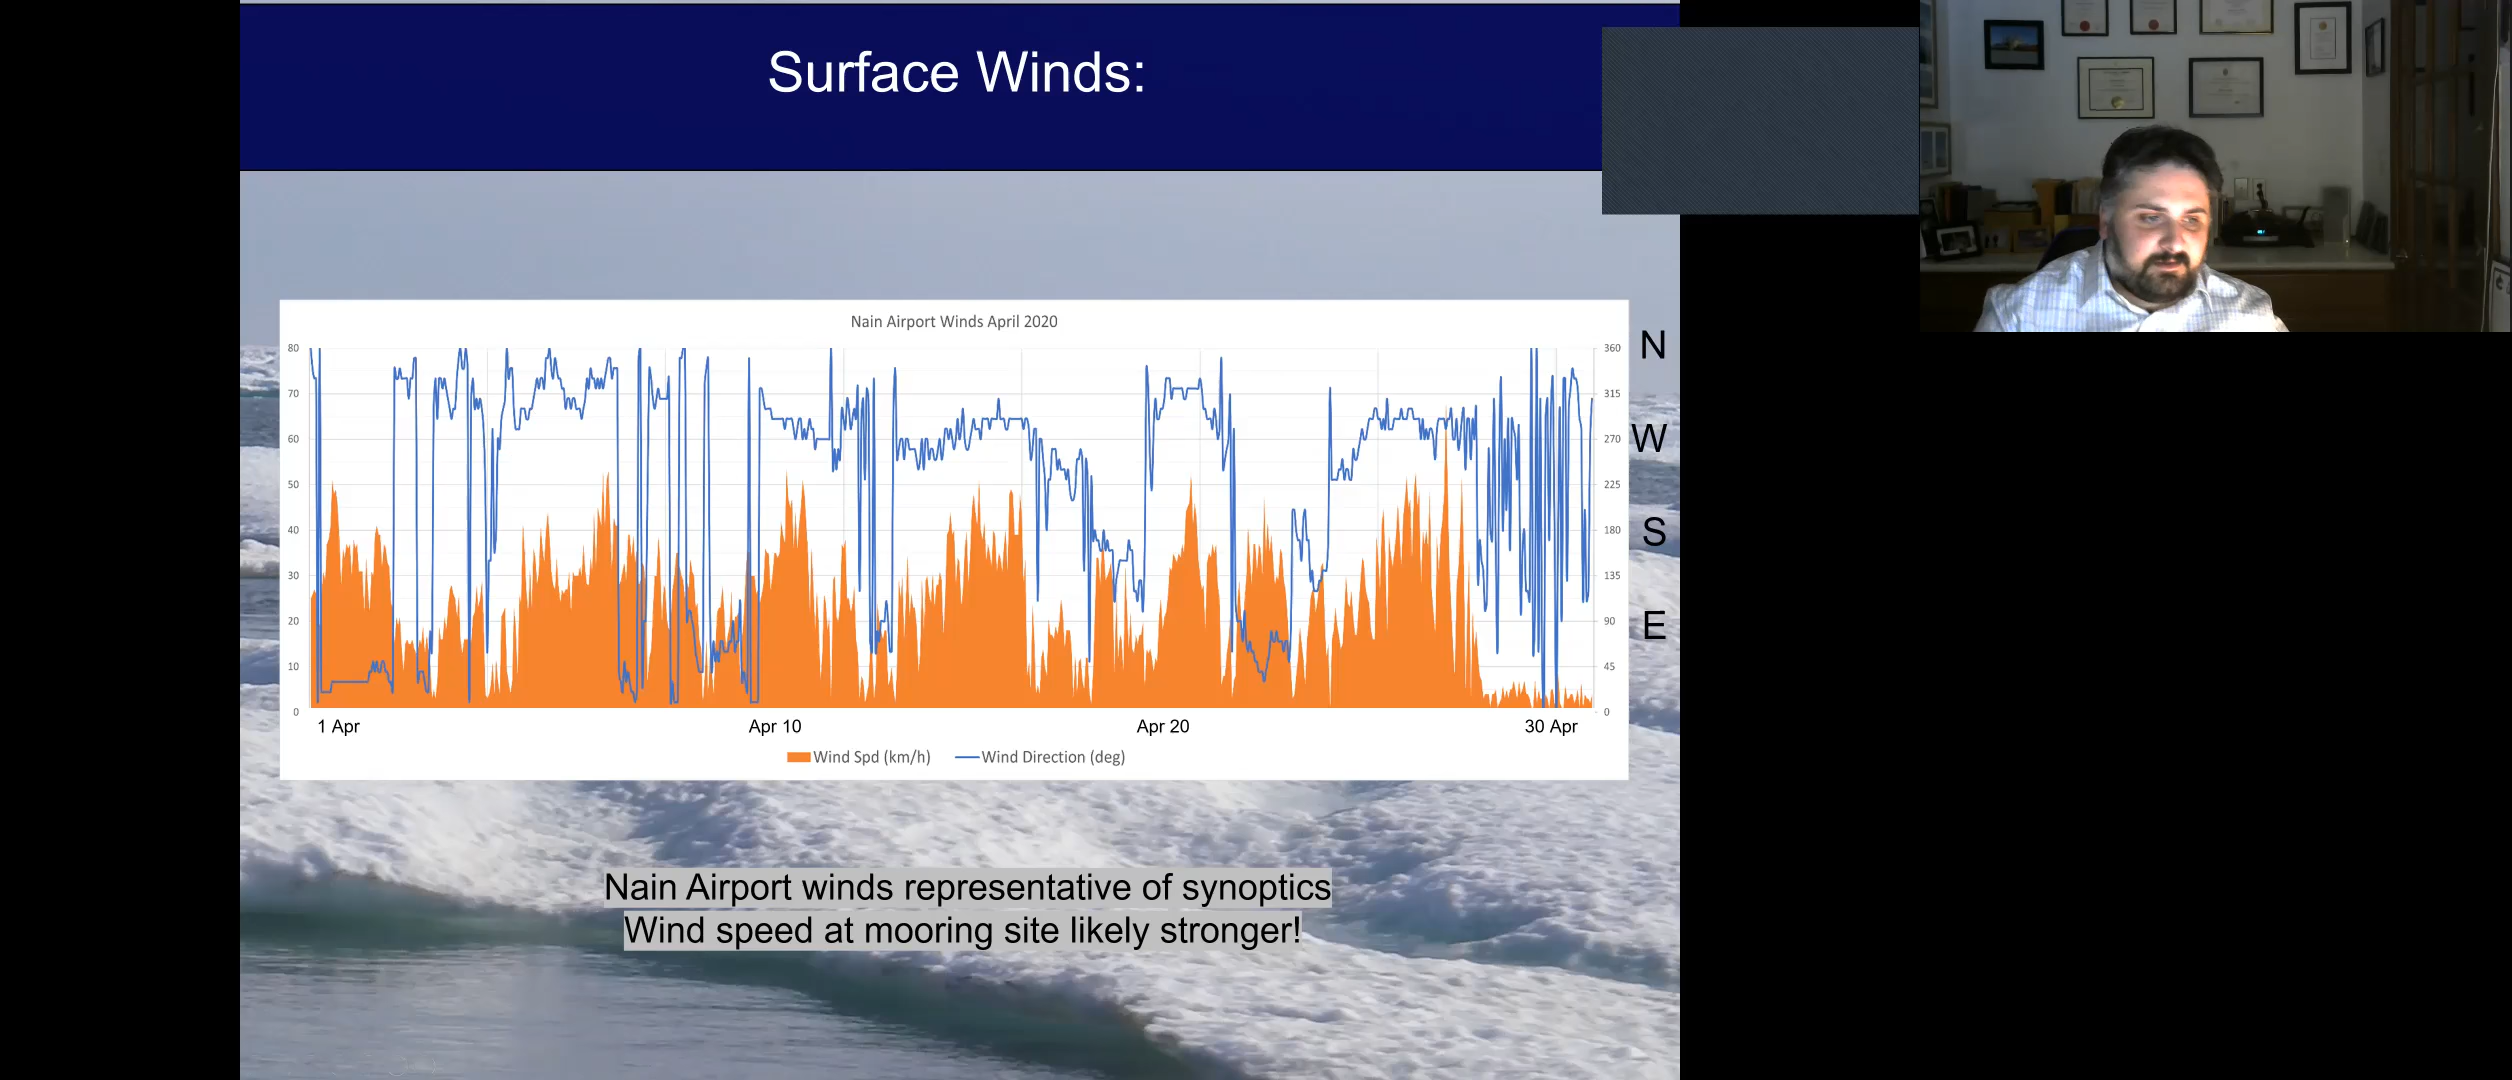 Surface Winds:
Nain Airport Winds April 2020
80
70
60
50
40
30
20
10
0
360
315
270
225
180
135
90
45
0
N
W
S
E
1 Apr
Apr 10
Apr 20
30 Apr
Wind Spd (km/h)
Wind Direction (deg)
Nain Airport winds representative of synoptics
Wind speed at mooring site likely stronger!